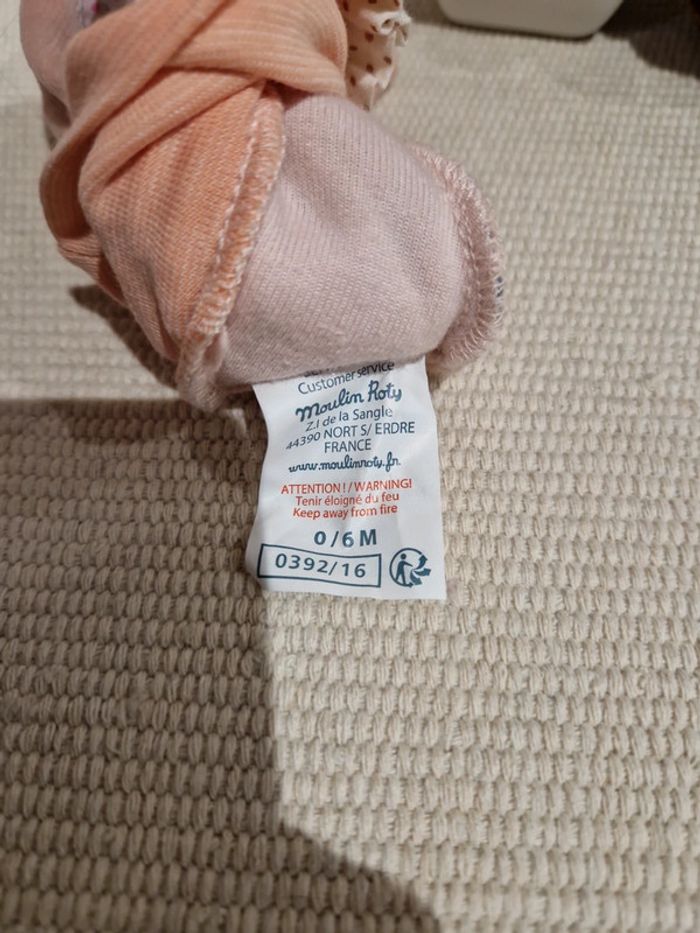 Customer service
Moulin Roty
Z.I de la Sangle
44390 NORT S/ ERDRE
FRANCE
www.moulinroty.fr
ATTENTION ! / WARNING!
Tenir éloigné du feu
Keep away from fire
0/6 M
0392/16